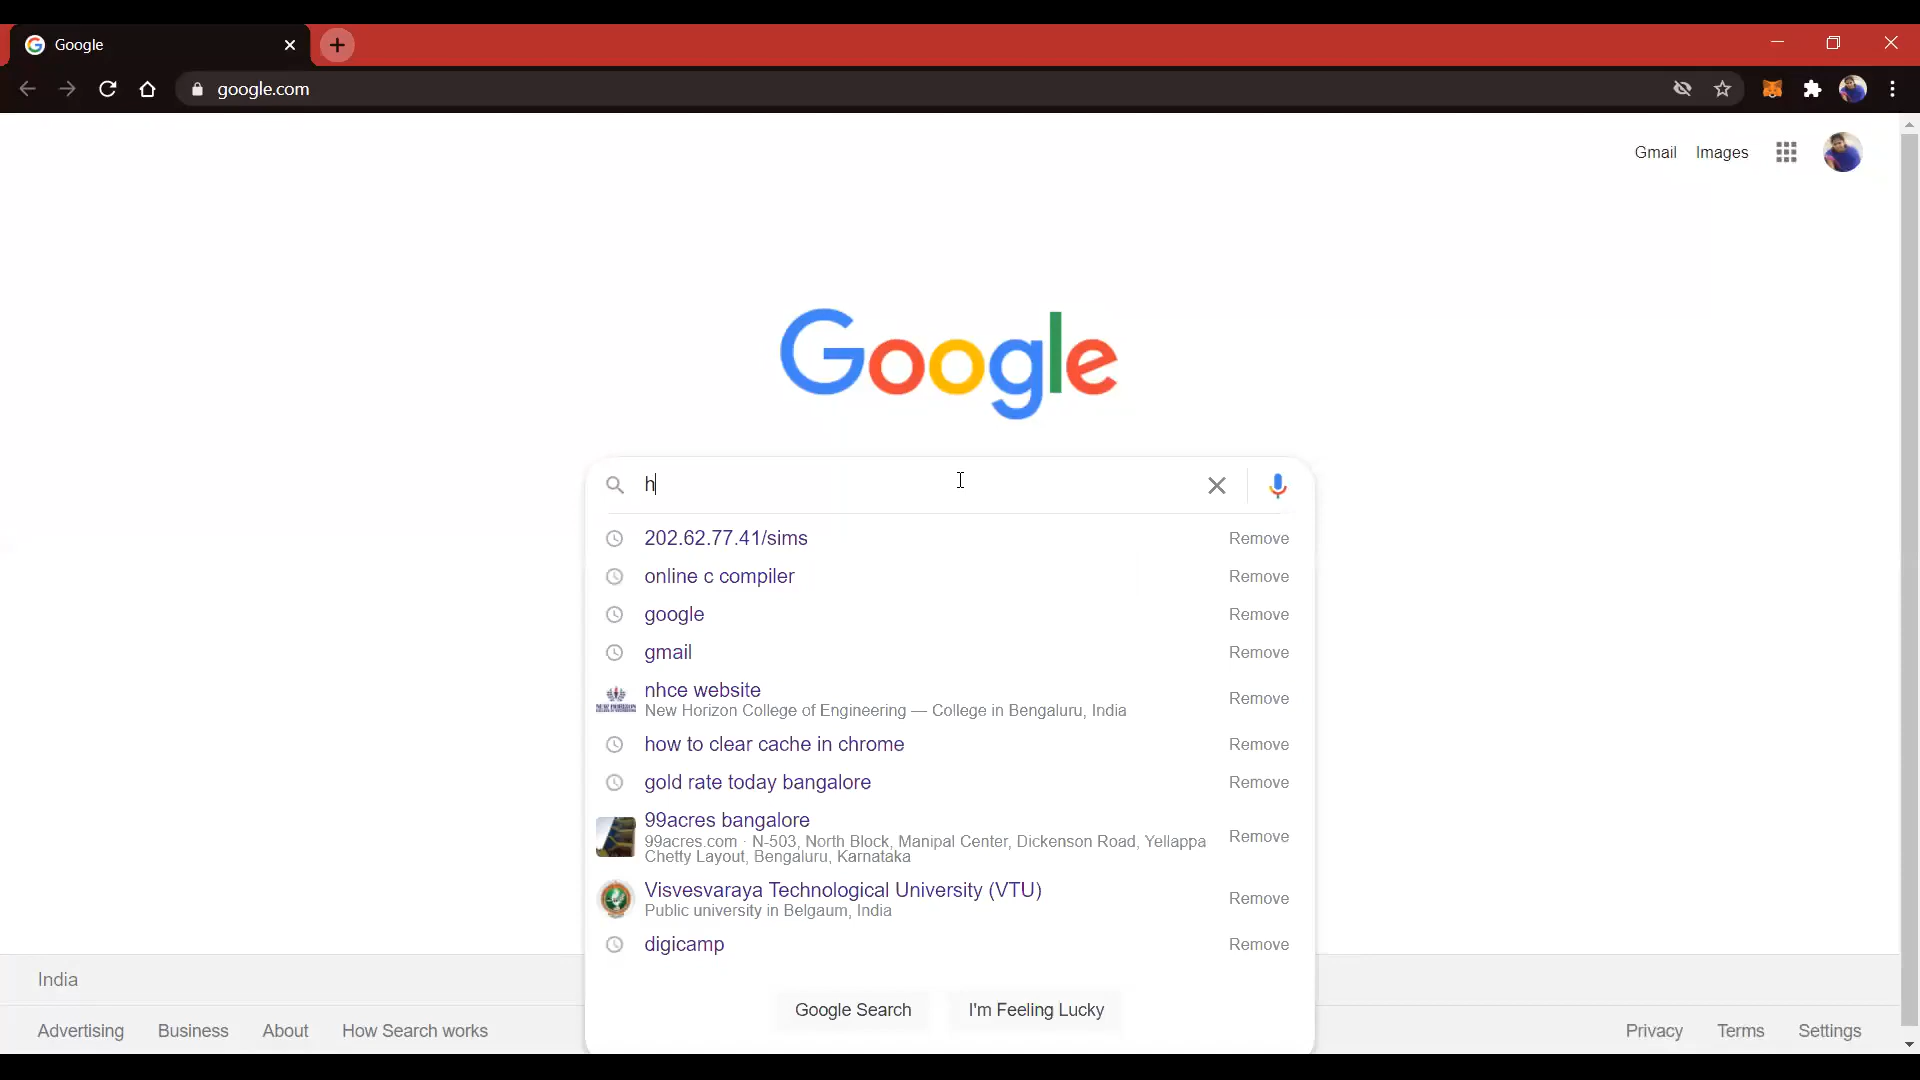 Google
google.com
Gmail Images
Google
h
202.62.77.41/sims Remove
online c compiler Remove
google Remove
gmail Remove
nhce website Remove
New Horizon College of Engineering — College in Bengaluru, India
how to clear cache in chrome Remove
gold rate today bangalore Remove
99acres bangalore Remove
99acres.com · N-503, North Block, Manipal Center, Dickenson Road, Yellappa
Chetty Layout, Bengaluru, Karnataka
Visvesvaraya Technological University (VTU) Remove
Public university in Belgaum, India
digicamp Remove
Google Search I'm Feeling Lucky
India
Advertising Business About How Search works Privacy Terms Settings